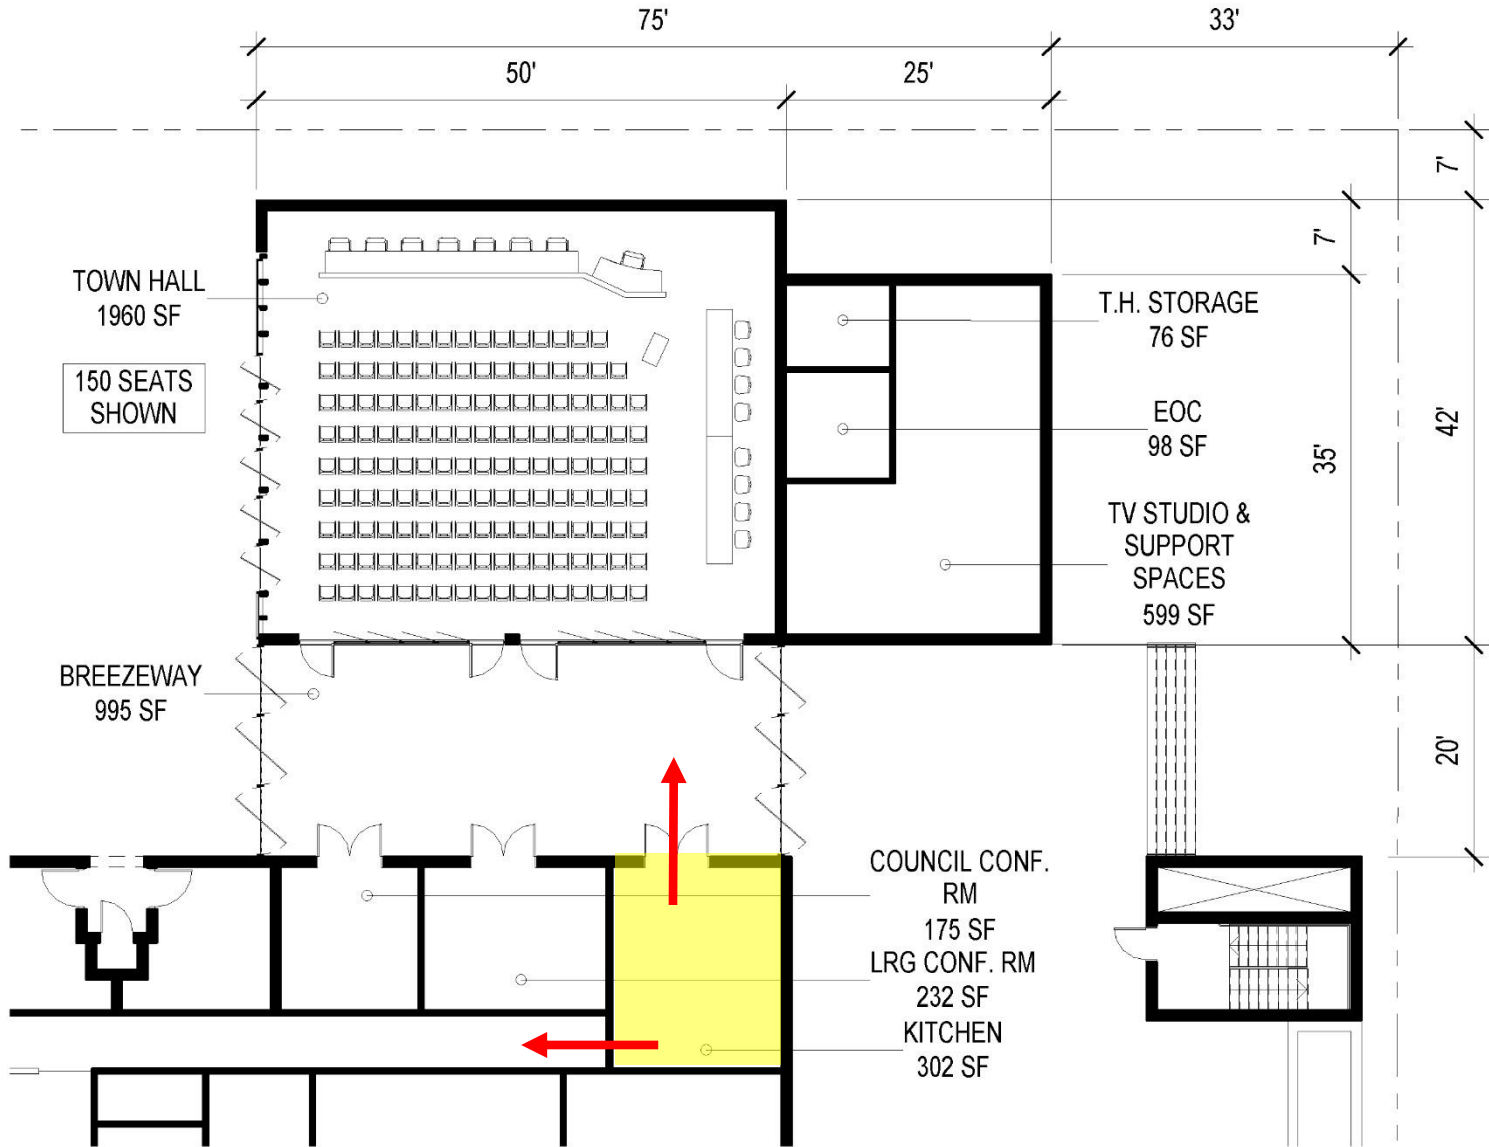 75'
33'
50'
25'
7'
7'
42'
35'
20'
TOWN HALL
1960 SF
150 SEATS
SHOWN
T.H. STORAGE
76 SF
EOC
98 SF
TV STUDIO &
SUPPORT
SPACES
599 SF
BREEZEWAY
995 SF
COUNCIL CONF.
RM
175 SF
LRG CONF. RM
232 SF
KITCHEN
302 SF